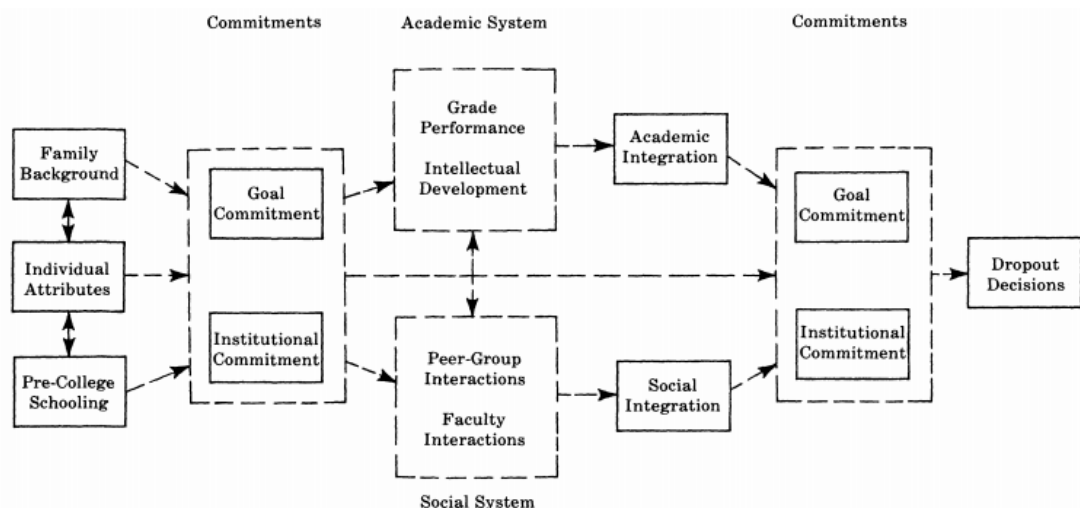 Commitments
Academic System
Commitments
Family
Background
Individual
Attributes
Pre-College
Schooling
Goal
Commitment
Institutional
Commitment
Grade
Performance
Intellectual
Development
Peer-Group
Interactions
Faculty
Interactions
Social System
Academic
Integration
Social
Integration
Goal
Commitment
Institutional
Commitment
Dropout
Decisions